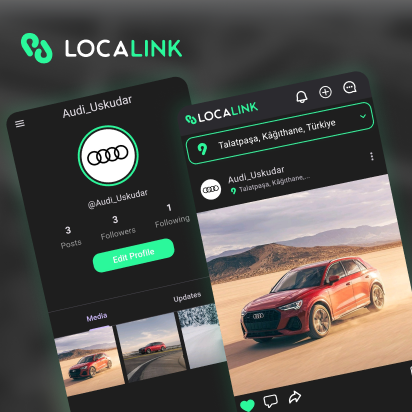 LOCALINK
Audi_Uskudar
@Audi_Uskudar
3
Posts
3
Followers
1
Following
Edit Profile
Media
Updates
LOCALINK
Talatpaşa, Kâğıthane, Türkiye
Audi_Uskudar
Talatpaşa, Kâğıthane,...